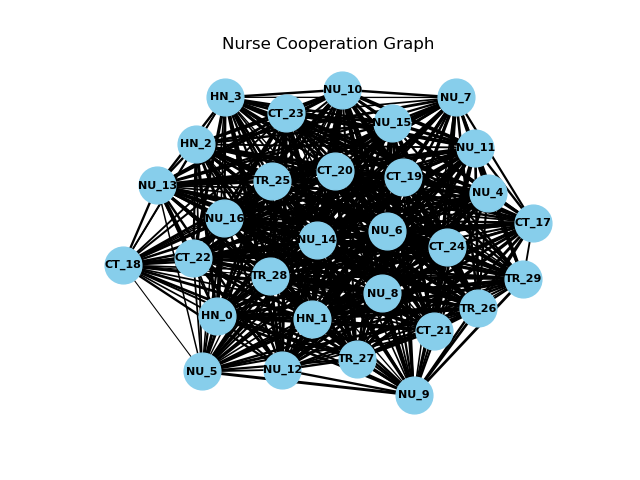 Nurse Cooperation Graph
NU_10
HN_3
NU_7
CT_23
NU_15
HN_2
NU_11
CT_20
CT_19
TR_25
NU_13
NU_4
NU_16
CT_17
NU_6
NU_14
CT_24
CT_22
CT_18
TR_28
TR_29
NU_8
TR_26
HN_0
HN_1
CT_21
TR_27
NU_12
NU_5
NU_9